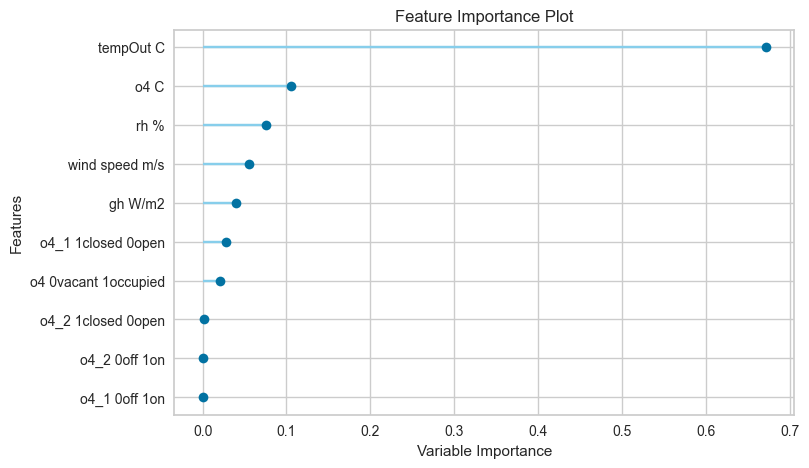 Feature Importance Plot
Features
tempOut C
o4 C
rh %
wind speed m/s
gh W/m2
o4_1 1closed 0open
o4 0vacant 1occupied
o4_2 1closed 0open
o4_2 0off 1on
o4_1 0off 1on
0.0 0.1 0.2 0.3 0.4 0.5 0.6 0.7
Variable Importance